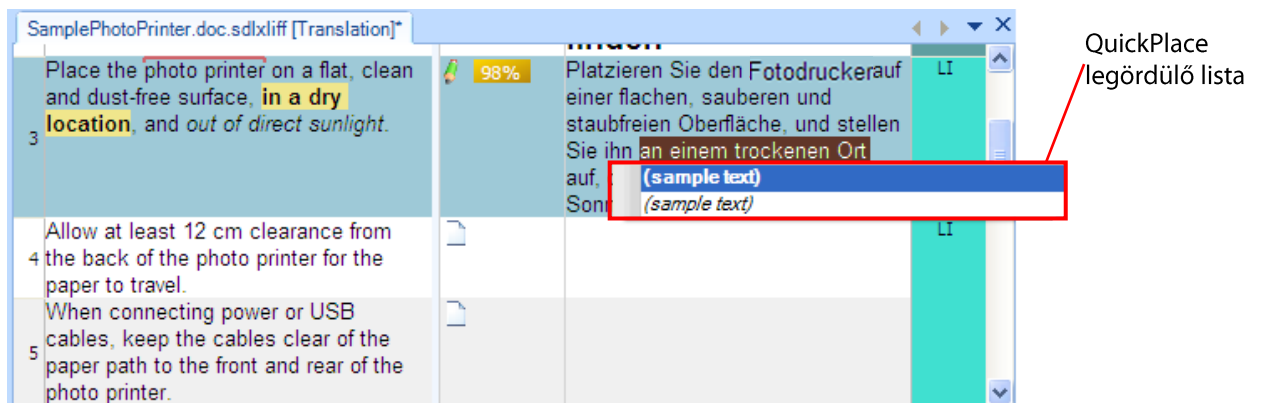 SamplePhotoPrinter.doc.sdlxliff [Translation]*
QuickPlace
legördülő lista
3
Place the photo printer on a flat, clean
and dust-free surface, in a dry
location, and out of direct sunlight.
98%
Platzieren Sie den Fotodruckerauf
einer flachen, sauberen und
staubfreien Oberfläche, und stellen
Sie ihn an einem trockenen Ort
auf,
LI
(sample text)
(sample text)
4
Allow at least 12 cm clearance from
the back of the photo printer for the
paper to travel.
LI
5
When connecting power or USB
cables, keep the cables clear of the
paper path to the front and rear of the
photo printer.